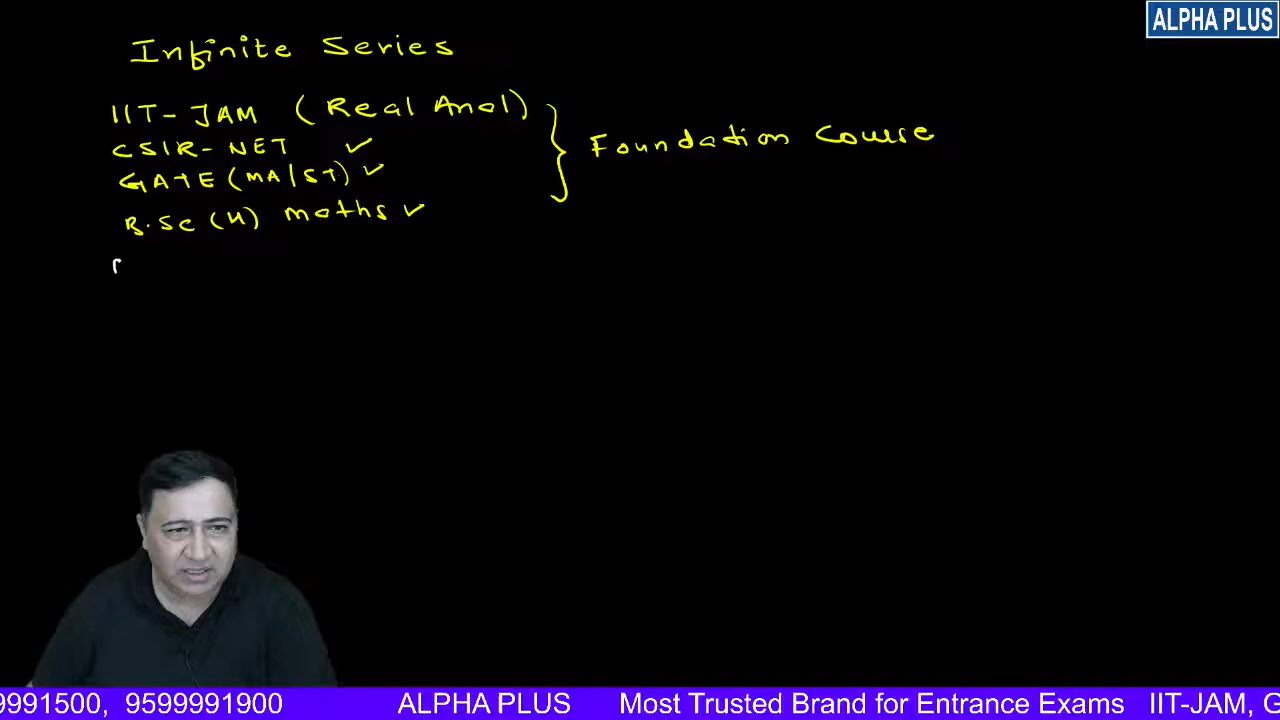 ALPHA PLUS
Infinite Series
IIT-JAM (Real Anal)
CSIR-NET ✓
GATE (MA/ST) ✓
B.Sc (H) maths ✓
} Foundation Course
9991500, 9599991900 ALPHA PLUS Most Trusted Brand for Entrance Exams IIT-JAM, G